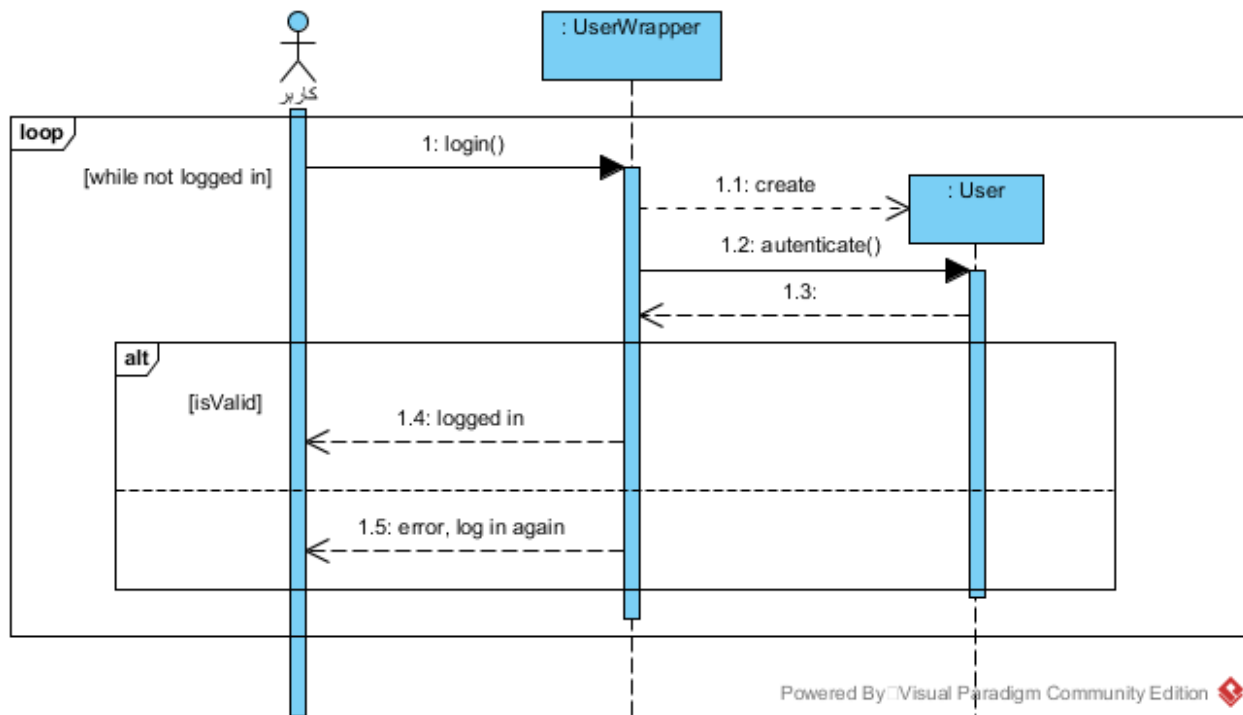 : UserWrapper
کاربر
loop
1: login()
[while not logged in]
1.1: create
: User
1.2: autenticate()
1.3:
alt
[isValid]
1.4: logged in
1.5: error, log in again
Powered By Visual Paradigm Community Edition